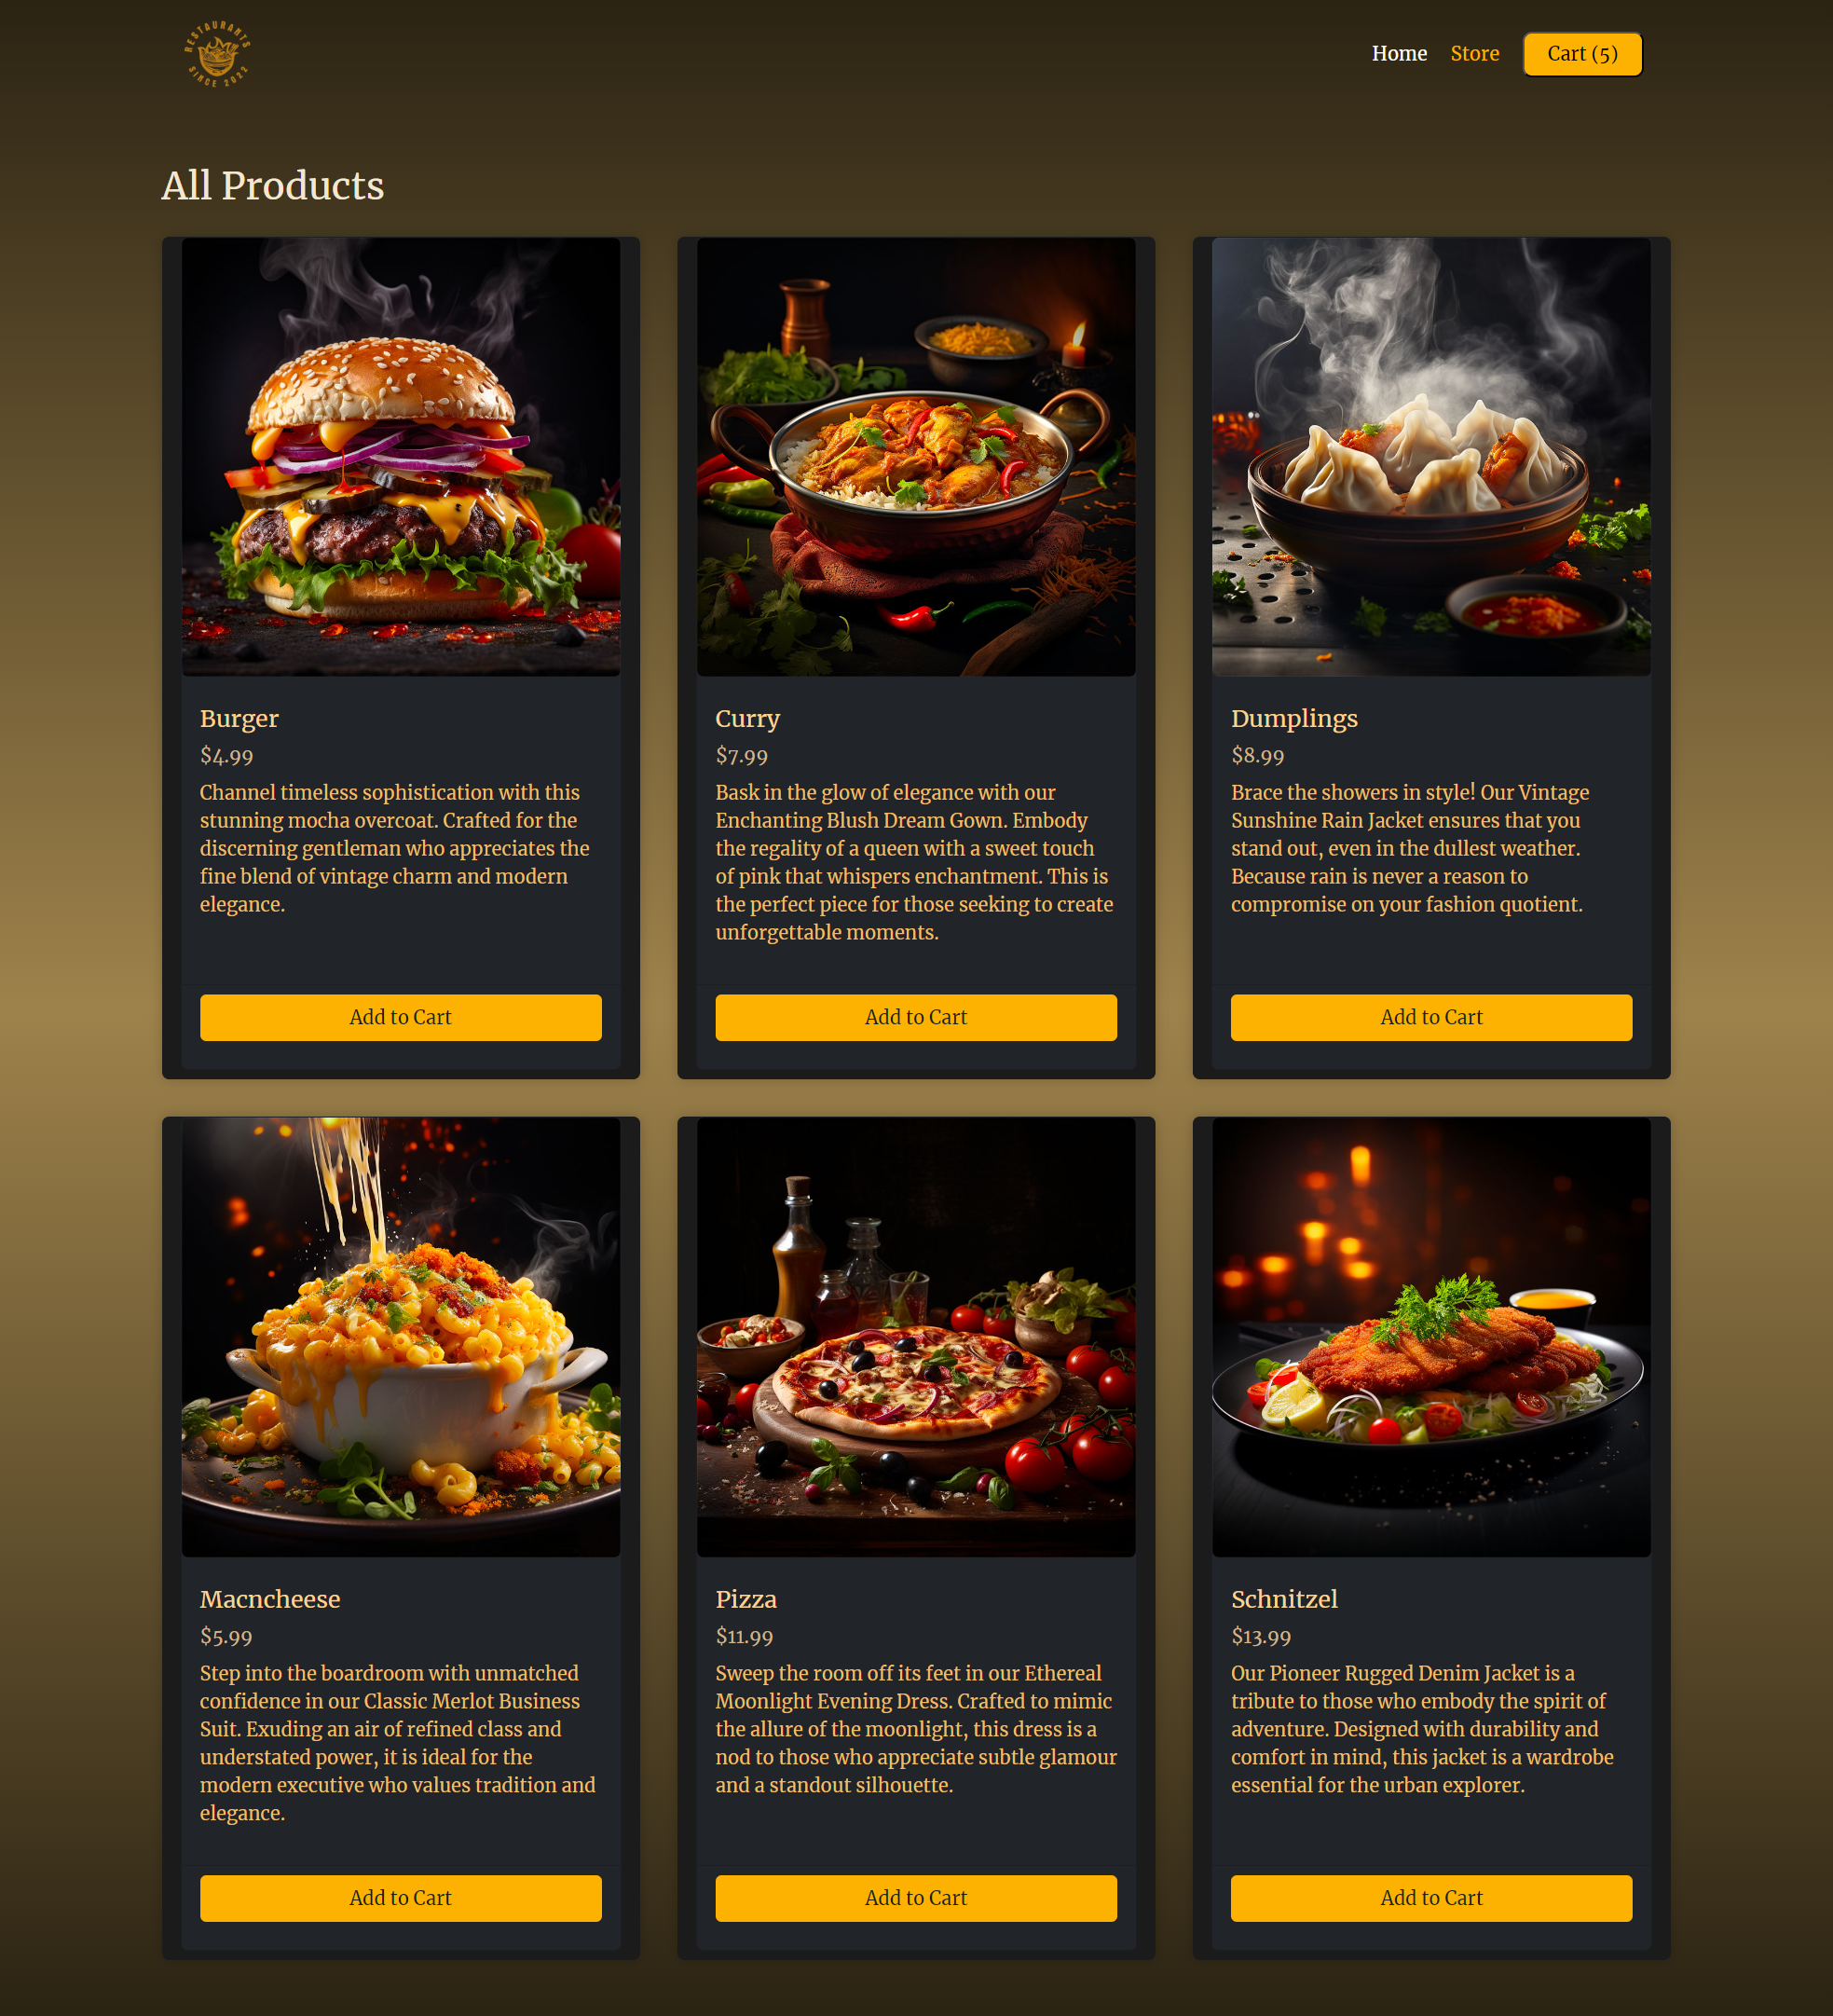 RESTAURANTS
SINCE 2022
Home Store Cart (5)
All Products
Burger
$4.99
Channel timeless sophistication with this
stunning mocha overcoat. Crafted for the
discerning gentleman who appreciates the
fine blend of vintage charm and modern
elegance.
Add to Cart
Curry
$7.99
Bask in the glow of elegance with our
Enchanting Blush Dream Gown. Embody
the regality of a queen with a sweet touch
of pink that whispers enchantment. This is
the perfect piece for those seeking to create
unforgettable moments.
Add to Cart
Dumplings
$8.99
Brace the showers in style! Our Vintage
Sunshine Rain Jacket ensures that you
stand out, even in the dullest weather.
Because rain is never a reason to
compromise on your fashion quotient.
Add to Cart
Macncheese
$5.99
Step into the boardroom with unmatched
confidence in our Classic Merlot Business
Suit. Exuding an air of refined class and
understated power, it is ideal for the
modern executive who values tradition and
elegance.
Add to Cart
Pizza
$11.99
Sweep the room off its feet in our Ethereal
Moonlight Evening Dress. Crafted to mimic
the allure of the moonlight, this dress is a
nod to those who appreciate subtle glamour
and a standout silhouette.
Add to Cart
Schnitzel
$13.99
Our Pioneer Rugged Denim Jacket is a
tribute to those who embody the spirit of
adventure. Designed with durability and
comfort in mind, this jacket is a wardrobe
essential for the urban explorer.
Add to Cart